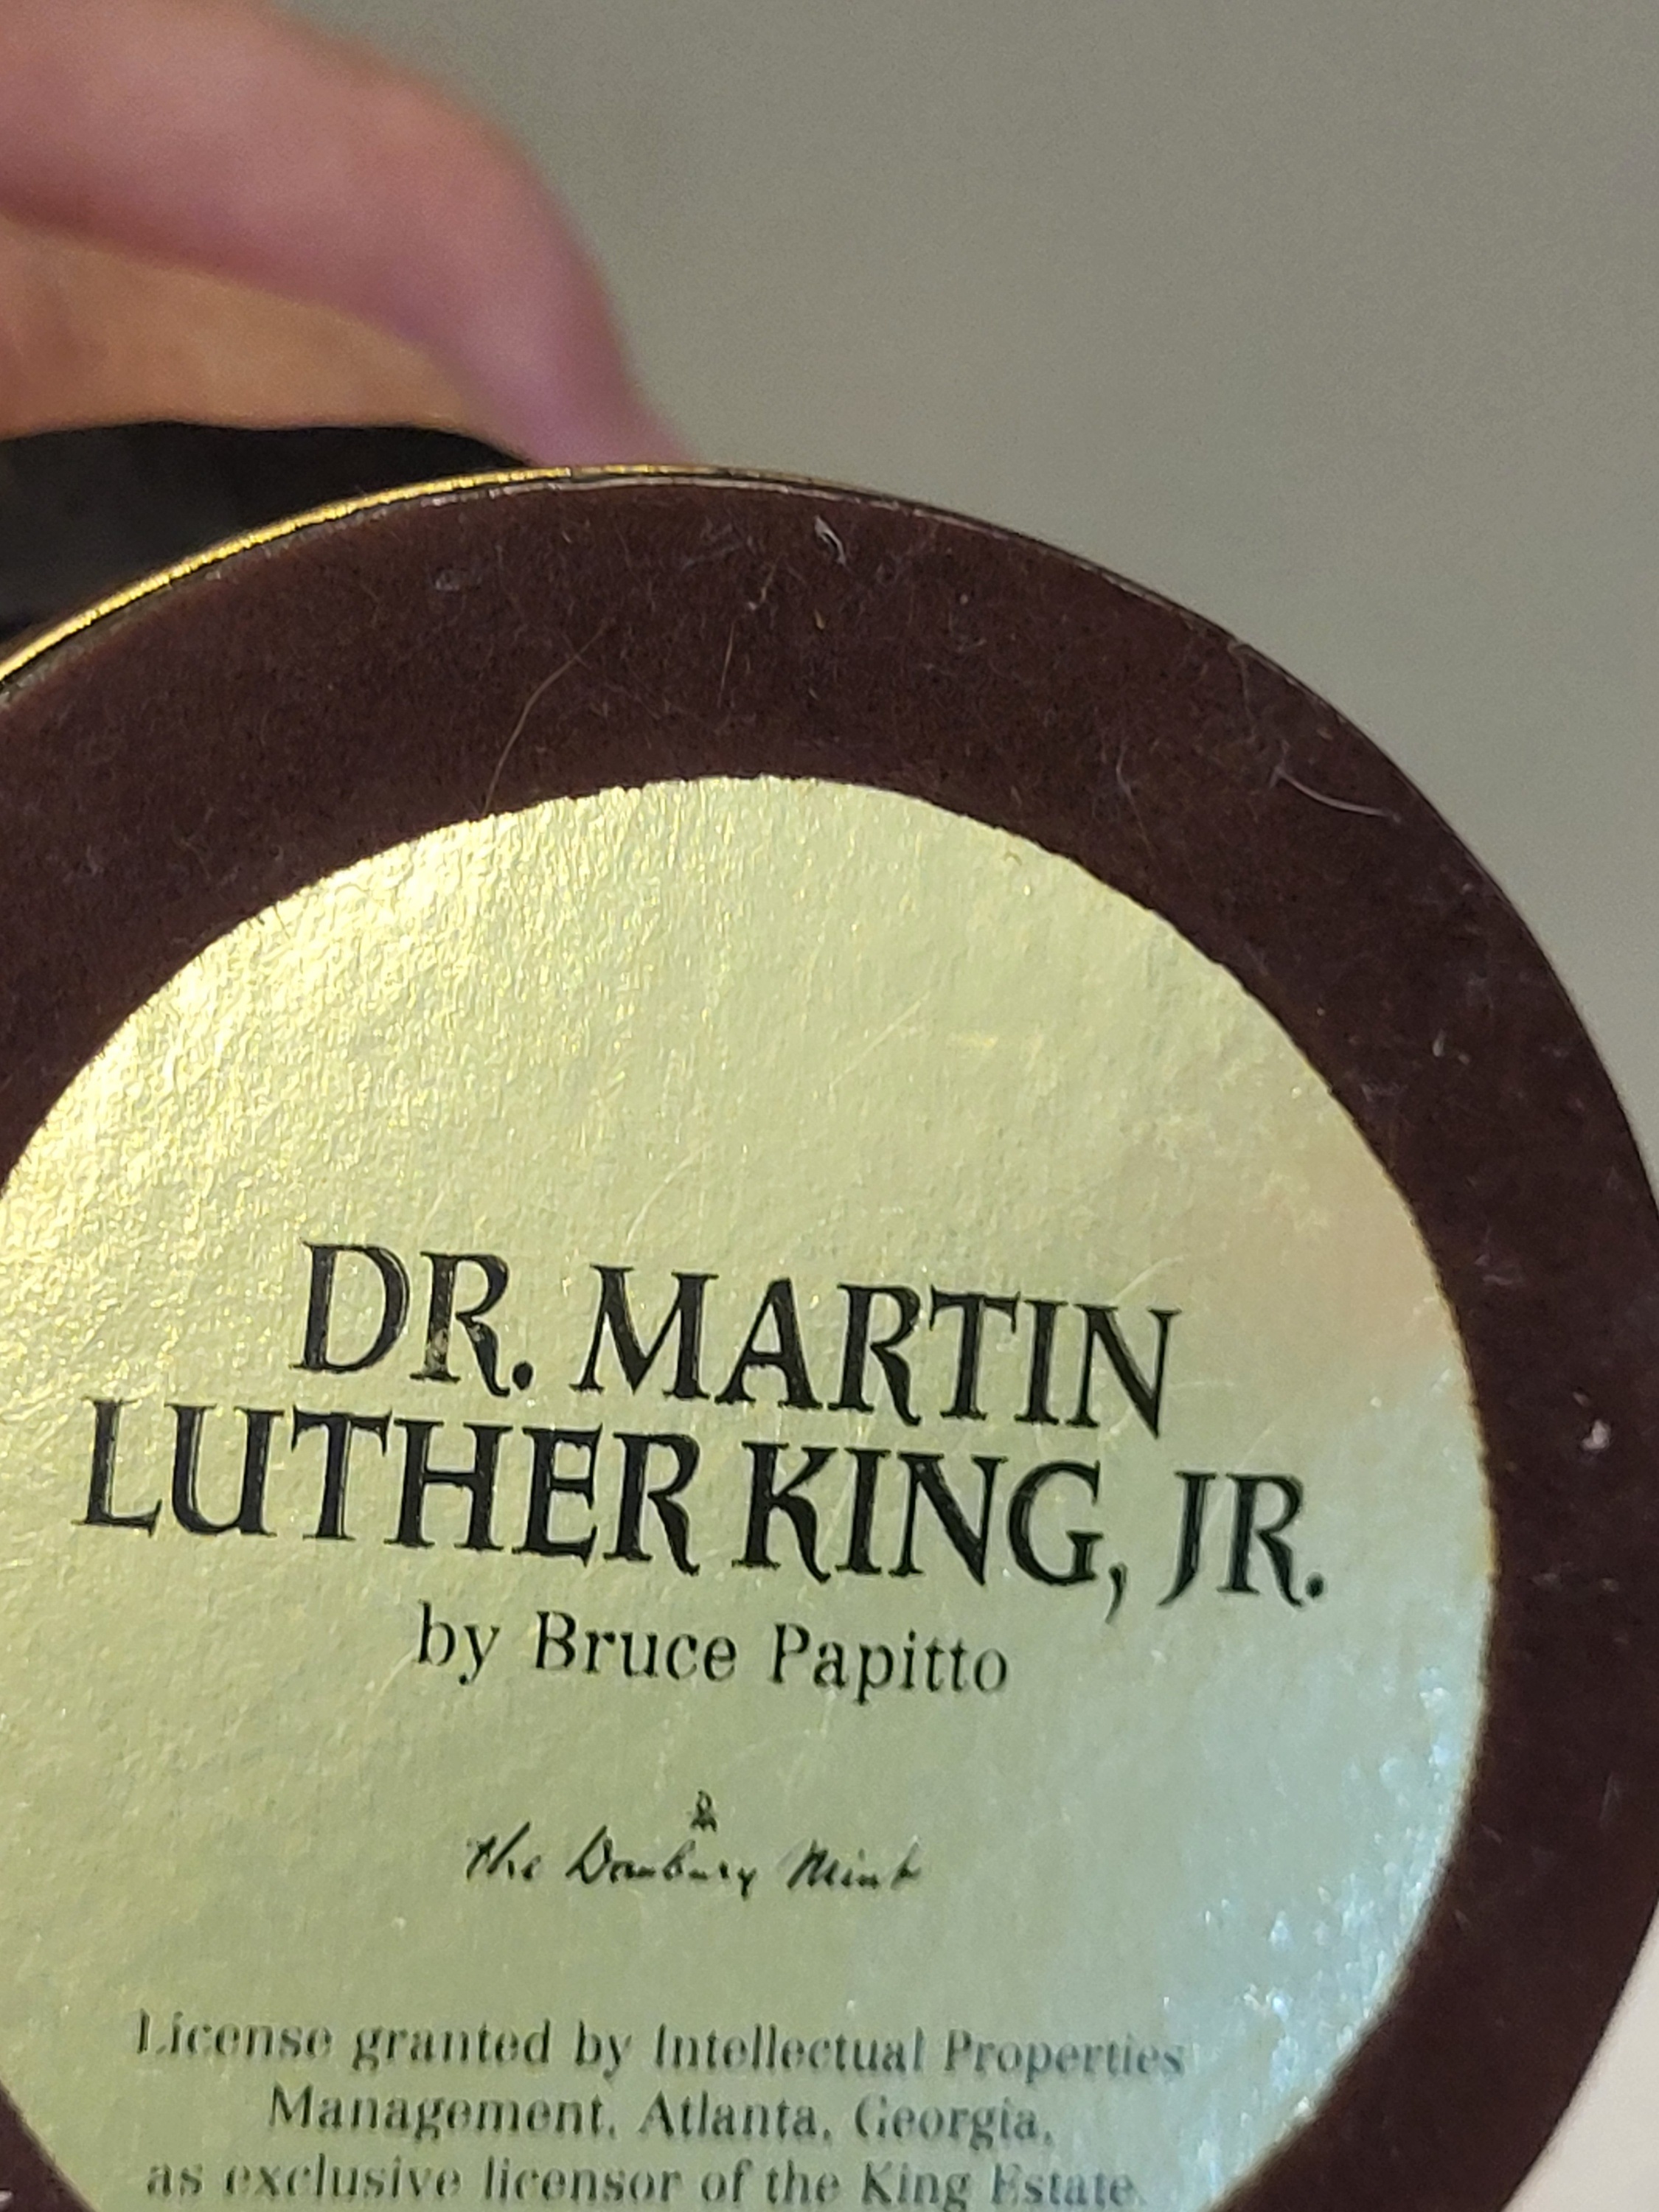 DR. MARTIN
LUTHER KING, JR.
by Bruce Papitto
The Danbury Mint
License granted by Intellectual Properties
Management, Atlanta, Georgia,
as exclusive licensor of the King Estate.